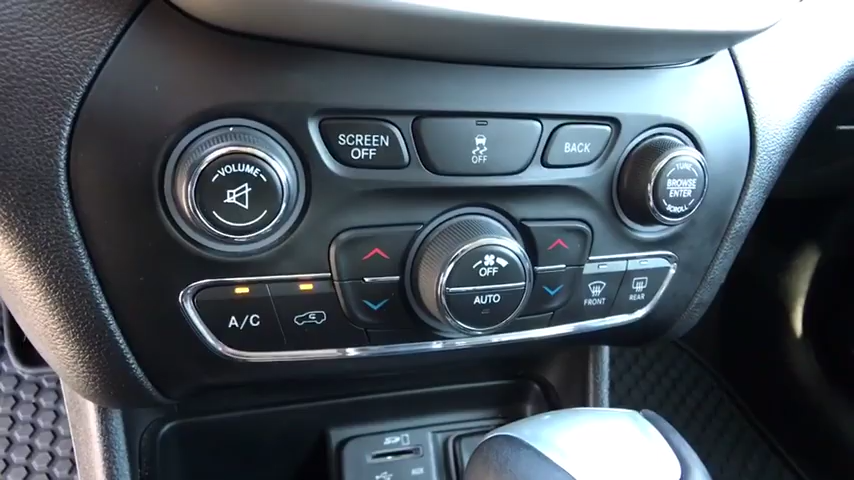 SCREEN
OFF
OFF
BACK
VOLUME
TUNE
BROWSE
ENTER
SCROLL
OFF
AUTO
A/C
FRONT
REAR